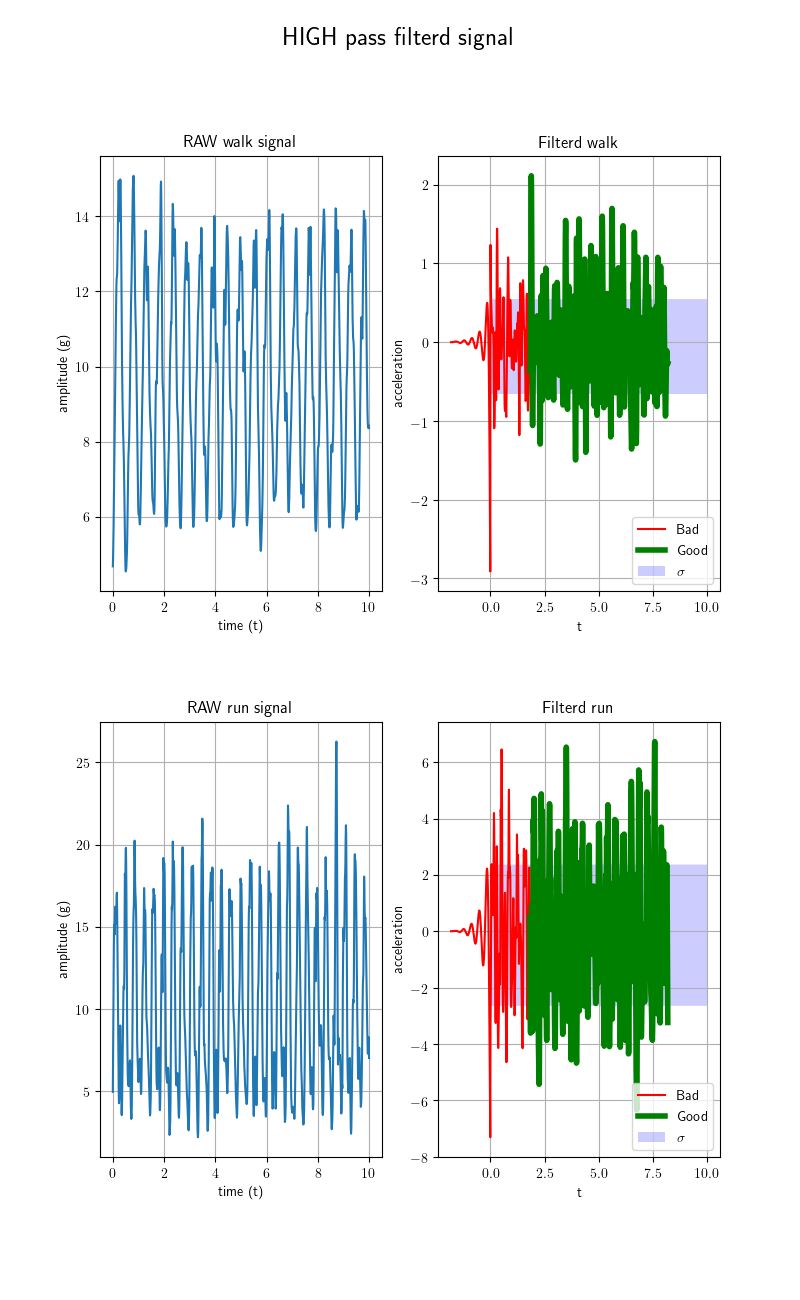 HIGH pass filterd signal
RAW walk signal
amplitude (g)
14
12
10
8
6
0 2 4 6 8 10
time (t)
Filterd walk
acceleration
2
1
0
−1
−2
−3
Bad
Good
σ
0.0 2.5 5.0 7.5 10.0
t
RAW run signal
amplitude (g)
25
20
15
10
5
0 2 4 6 8 10
time (t)
Filterd run
acceleration
6
4
2
0
−2
−4
−6
−8
Bad
Good
σ
0.0 2.5 5.0 7.5 10.0
t